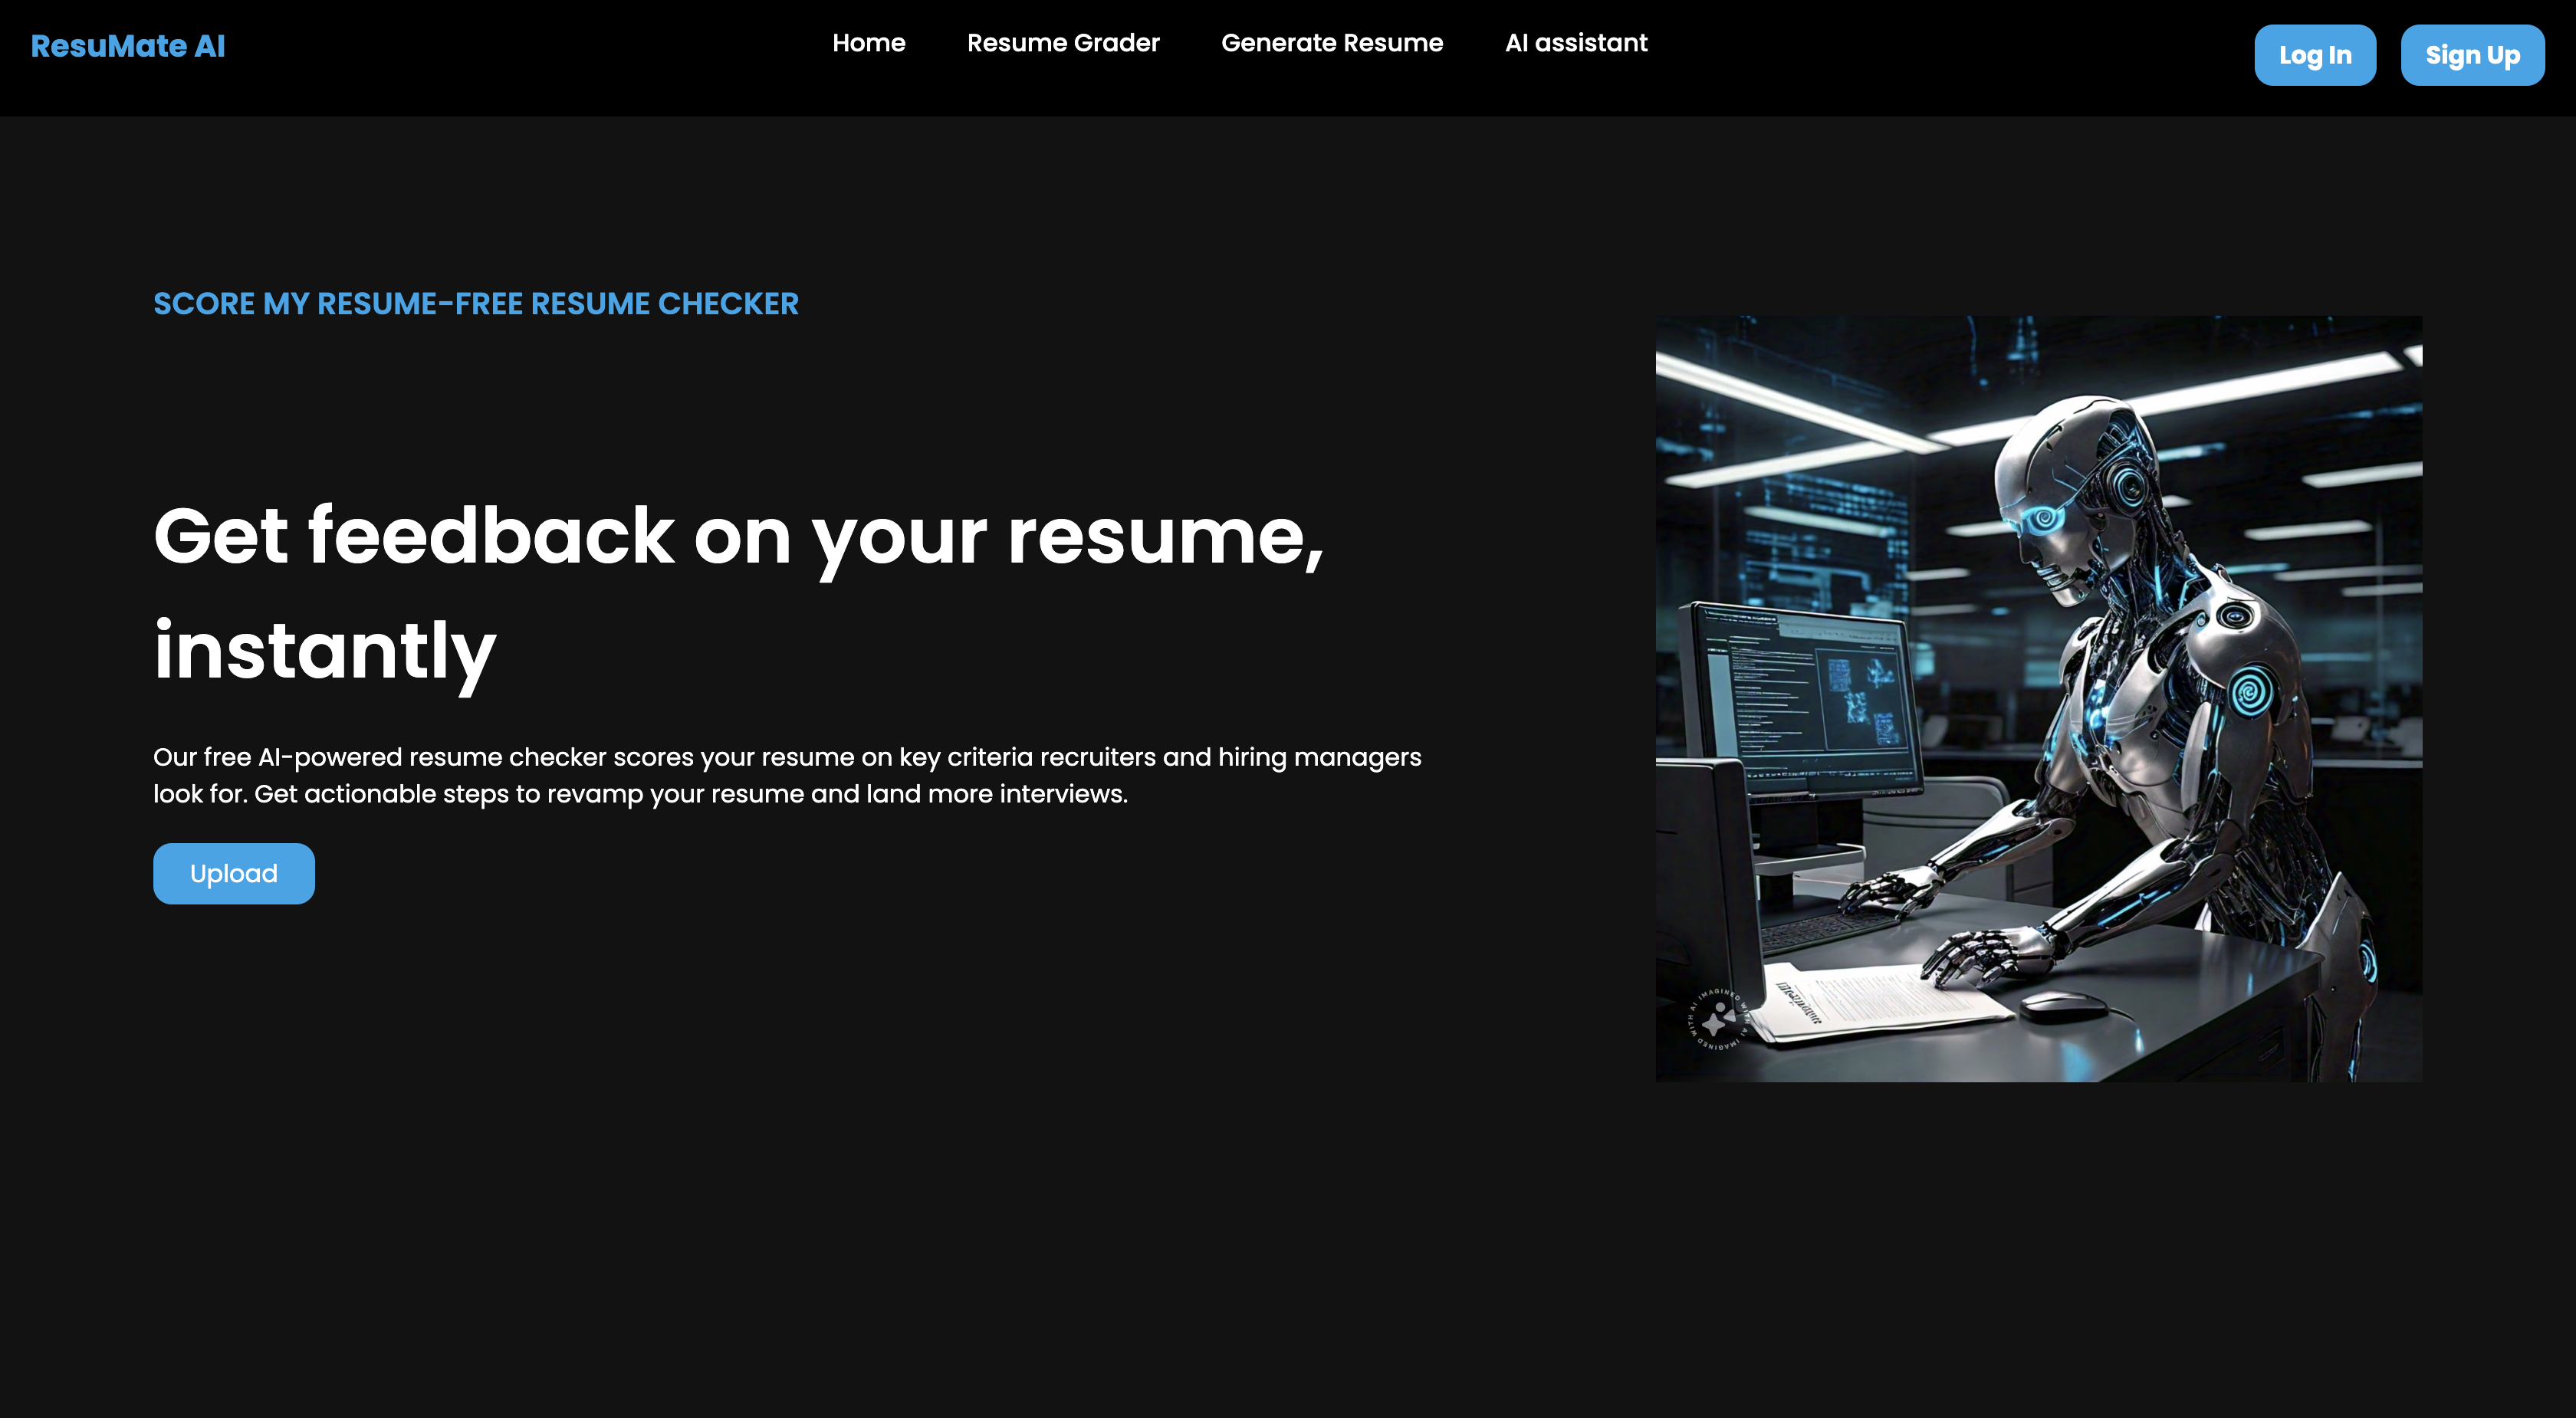 ResuMate AI
Home
Resume Grader
Generate Resume
AI assistant
Log In
Sign Up
SCORE MY RESUME-FREE RESUME CHECKER
Get feedback on your resume,
instantly
Our free AI-powered resume checker scores your resume on key criteria recruiters and hiring managers
look for. Get actionable steps to revamp your resume and land more interviews.
Upload
IMAGINED WITH AI
IMAGINED WITH AI